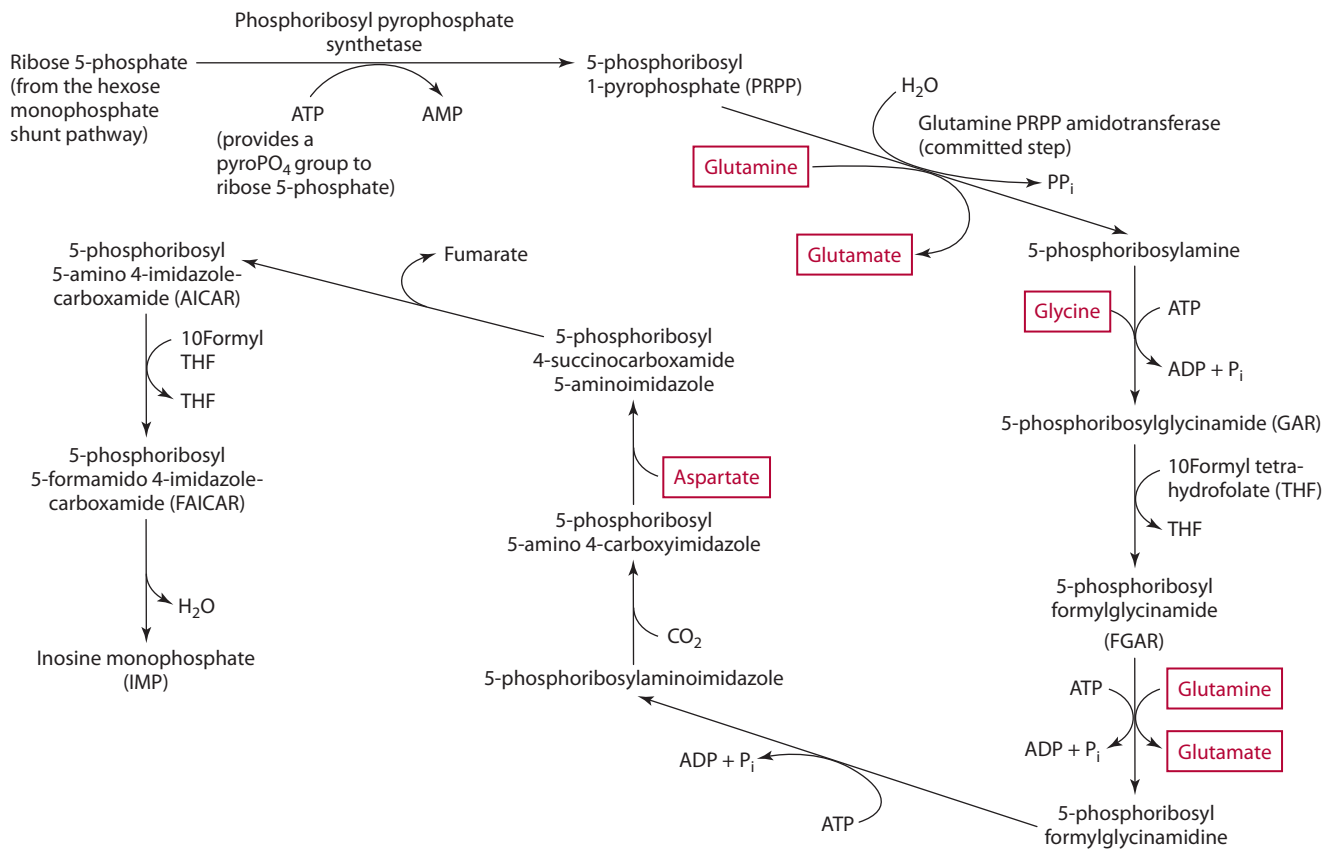 Phosphoribosyl pyrophosphate
synthetase
Ribose 5-phosphate
(from the hexose
monophosphate
shunt pathway)
ATP
AMP
(provides a
pyroPO₄ group to
ribose 5-phosphate)
5-phosphoribosyl
1-pyrophosphate (PRPP)
H₂O
Glutamine PRPP amidotransferase
(committed step)
Glutamine
PPᵢ
Glutamate
5-phosphoribosylamine
Glycine
ATP
ADP + Pᵢ
5-phosphoribosylglycinamide (GAR)
10Formyl tetra-
hydrofolate (THF)
THF
5-phosphoribosyl
formylglycinamide
(FGAR)
ATP
Glutamine
ADP + Pᵢ
Glutamate
5-phosphoribosyl
formylglycinamidine
ATP
ADP + Pᵢ
5-phosphoribosylaminoimidazole
CO₂
5-phosphoribosyl
5-amino 4-carboxyimidazole
Aspartate
5-phosphoribosyl
4-succinocarboxamide
5-aminoimidazole
Fumarate
5-phosphoribosyl
5-amino 4-imidazole-
carboxamide (AICAR)
10Formyl
THF
THF
5-phosphoribosyl
5-formamido 4-imidazole-
carboxamide (FAICAR)
H₂O
Inosine monophosphate
(IMP)